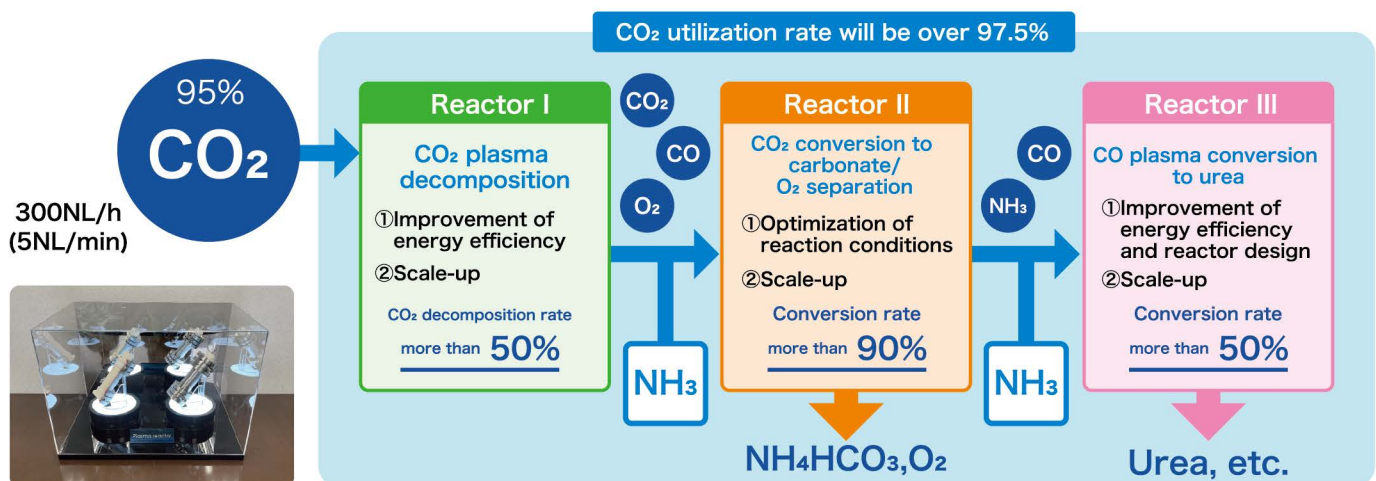 CO₂ utilization rate will be over 97.5%
95%
CO₂
300NL/h
(5NL/min)
Plasma reactor
Reactor I
CO₂ plasma
decomposition
①Improvement of
energy efficiency
②Scale-up
CO₂ decomposition rate
more than 50%
CO₂
CO
O₂
NH₃
Reactor II
CO₂ conversion to
carbonate/
O₂ separation
①Optimization of
reaction conditions
②Scale-up
Conversion rate
more than 90%
NH₄HCO₃,O₂
CO
NH₃
NH₃
Reactor III
CO plasma conversion
to urea
①Improvement of
energy efficiency
and reactor design
②Scale-up
Conversion rate
more than 50%
Urea, etc.